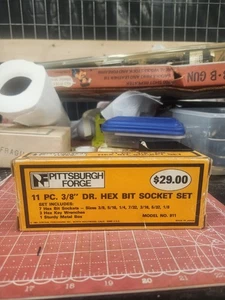 PITTSBURGH
FORGE
$29.00
11 PC. 3/8" DR. HEX BIT SOCKET SET
SET INCLUDES:
7 Hex Bit Sockets - Sizes 3/8, 5/16, 1/4, 7/32, 3/16, 5/32, 1/8
3 Hex Key Wrenches
1 Sturdy Metal Box
MODEL NO. 911
GUN